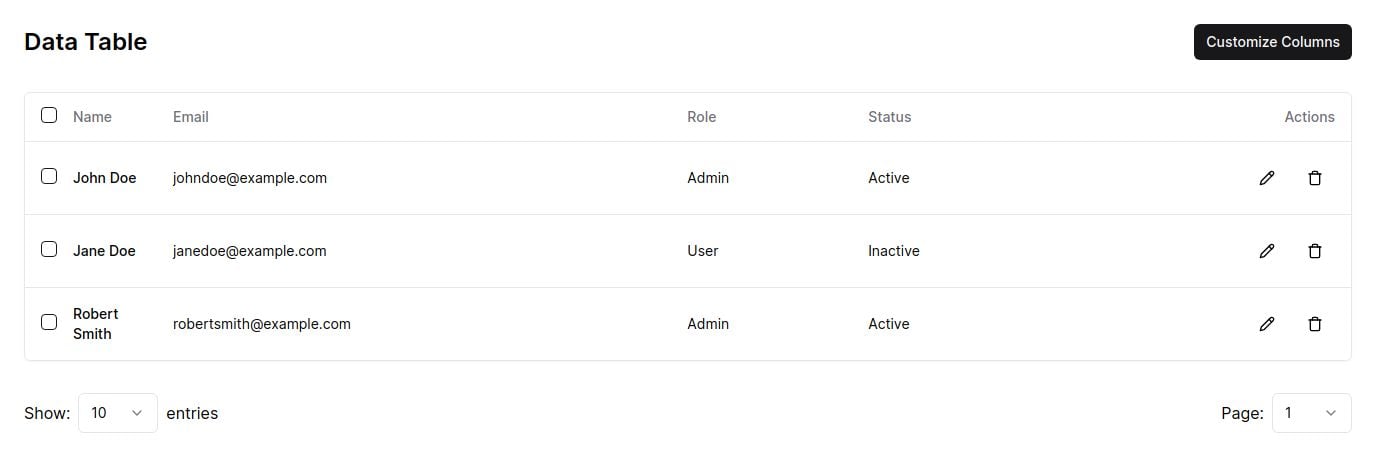 Data Table
Customize Columns
Name Email Role Status Actions
John Doe johndoe@example.com Admin Active
Jane Doe janedoe@example.com User Inactive
Robert
Smith robertsmith@example.com Admin Active
Show: 10 entries
Page: 1